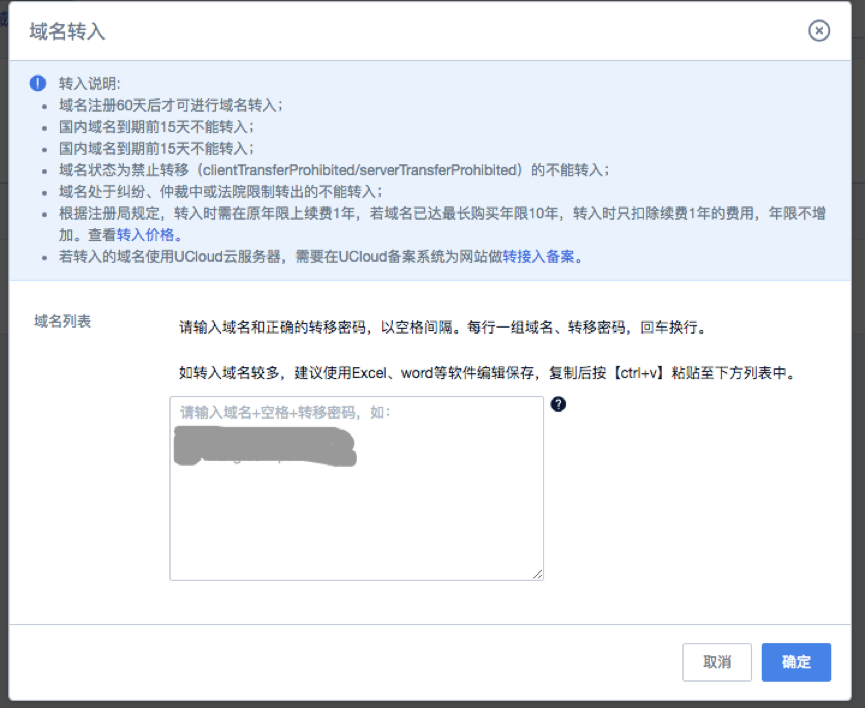 域名转入
转入说明:
域名注册60天后才可进行域名转入；
国内域名到期前15天不能转入；
国内域名到期前15天不能转入；
域名状态为禁止转移（clientTransferProhibited/serverTransferProhibited）的不能转入；
域名处于纠纷、仲裁中或法院限制转出的不能转入；
根据注册局规定，转入时需在原年限上续费1年，若域名已达最长购买年限10年，转入时只扣除续费1年的费用，年限不增
加。查看转入价格。
若转入的域名使用UCloud云服务器，需要在UCloud备案系统为网站做转接入备案。
域名列表
请输入域名和正确的转移密码，以空格间隔。每行一组域名、转移密码，回车换行。
如转入域名较多，建议使用Excel、word等软件编辑保存，复制后按【ctrl+v】粘贴至下方列表中。
请输入域名+空格+转移密码，如：
取消
确定